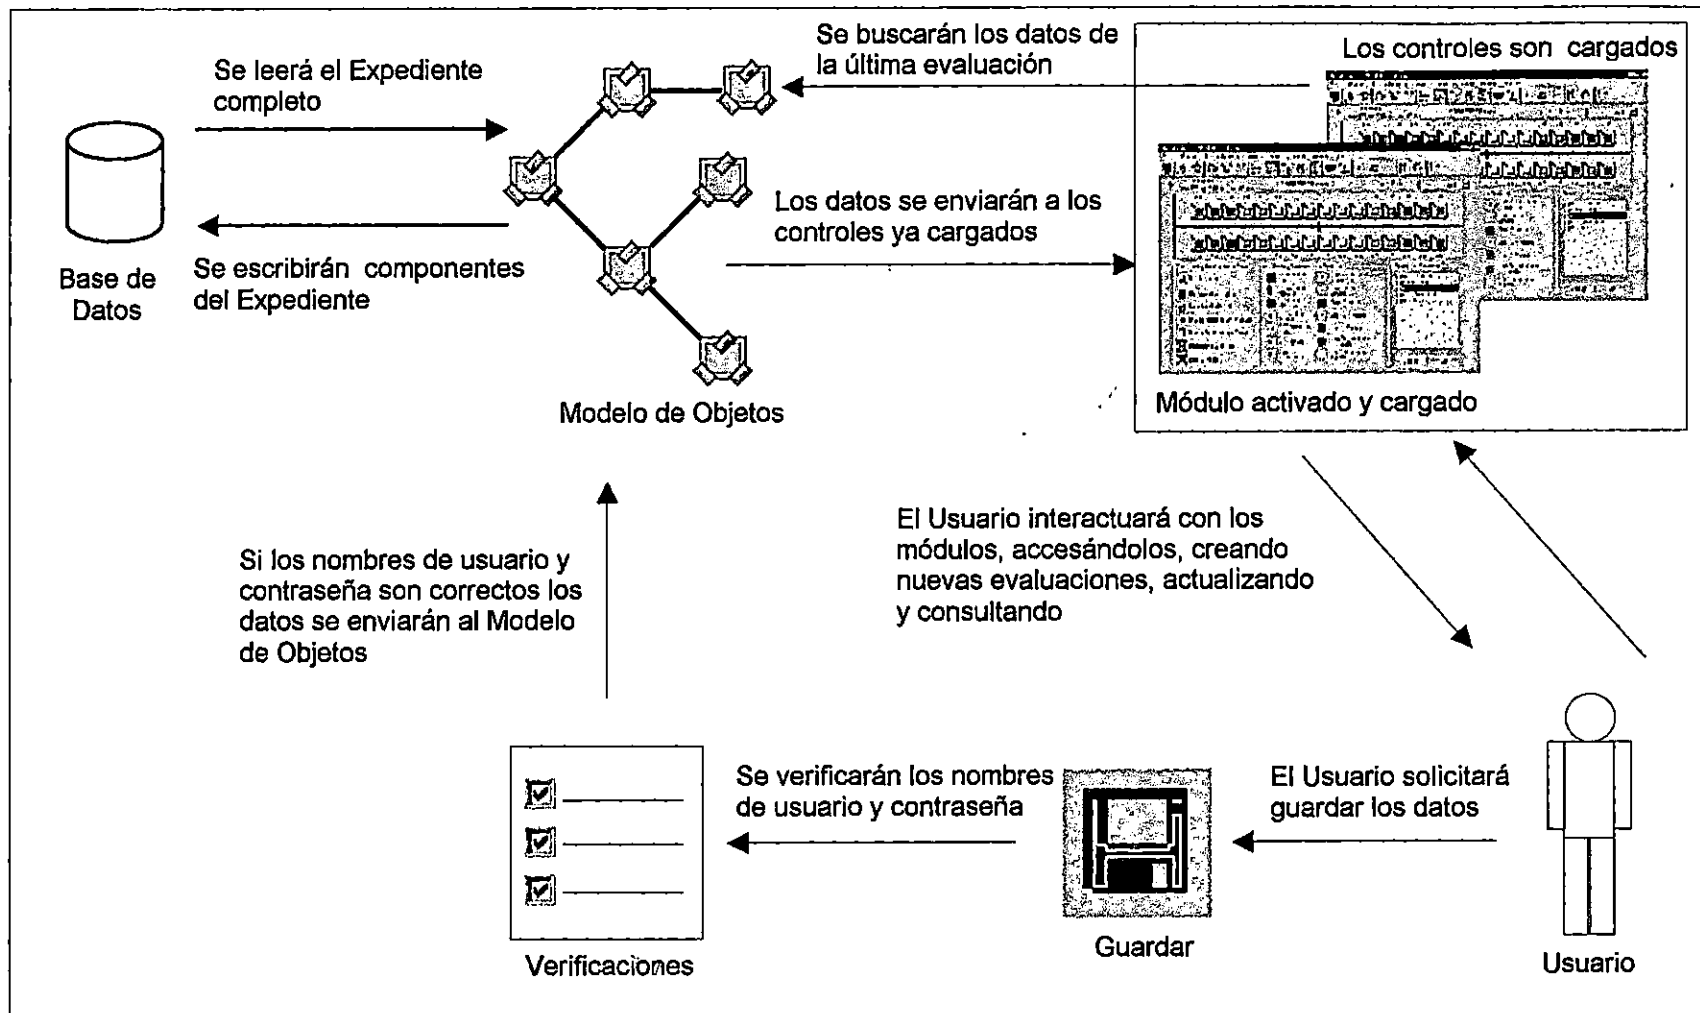 Se leerá el Expediente
completo
Se buscarán los datos de
la última evaluación
Los controles son cargados
Base de
Datos
Se escribirán componentes
del Expediente
Los datos se enviarán a los
controles ya cargados
Modelo de Objetos
Módulo activado y cargado
Si los nombres de usuario y
contraseña son correctos los
datos se enviarán al Modelo
de Objetos
El Usuario interactuará con los
módulos, accesándolos, creando
nuevas evaluaciones, actualizando
y consultando
Se verificarán los nombres
de usuario y contraseña
El Usuario solicitará
guardar los datos
Verificaciones
Guardar
Usuario